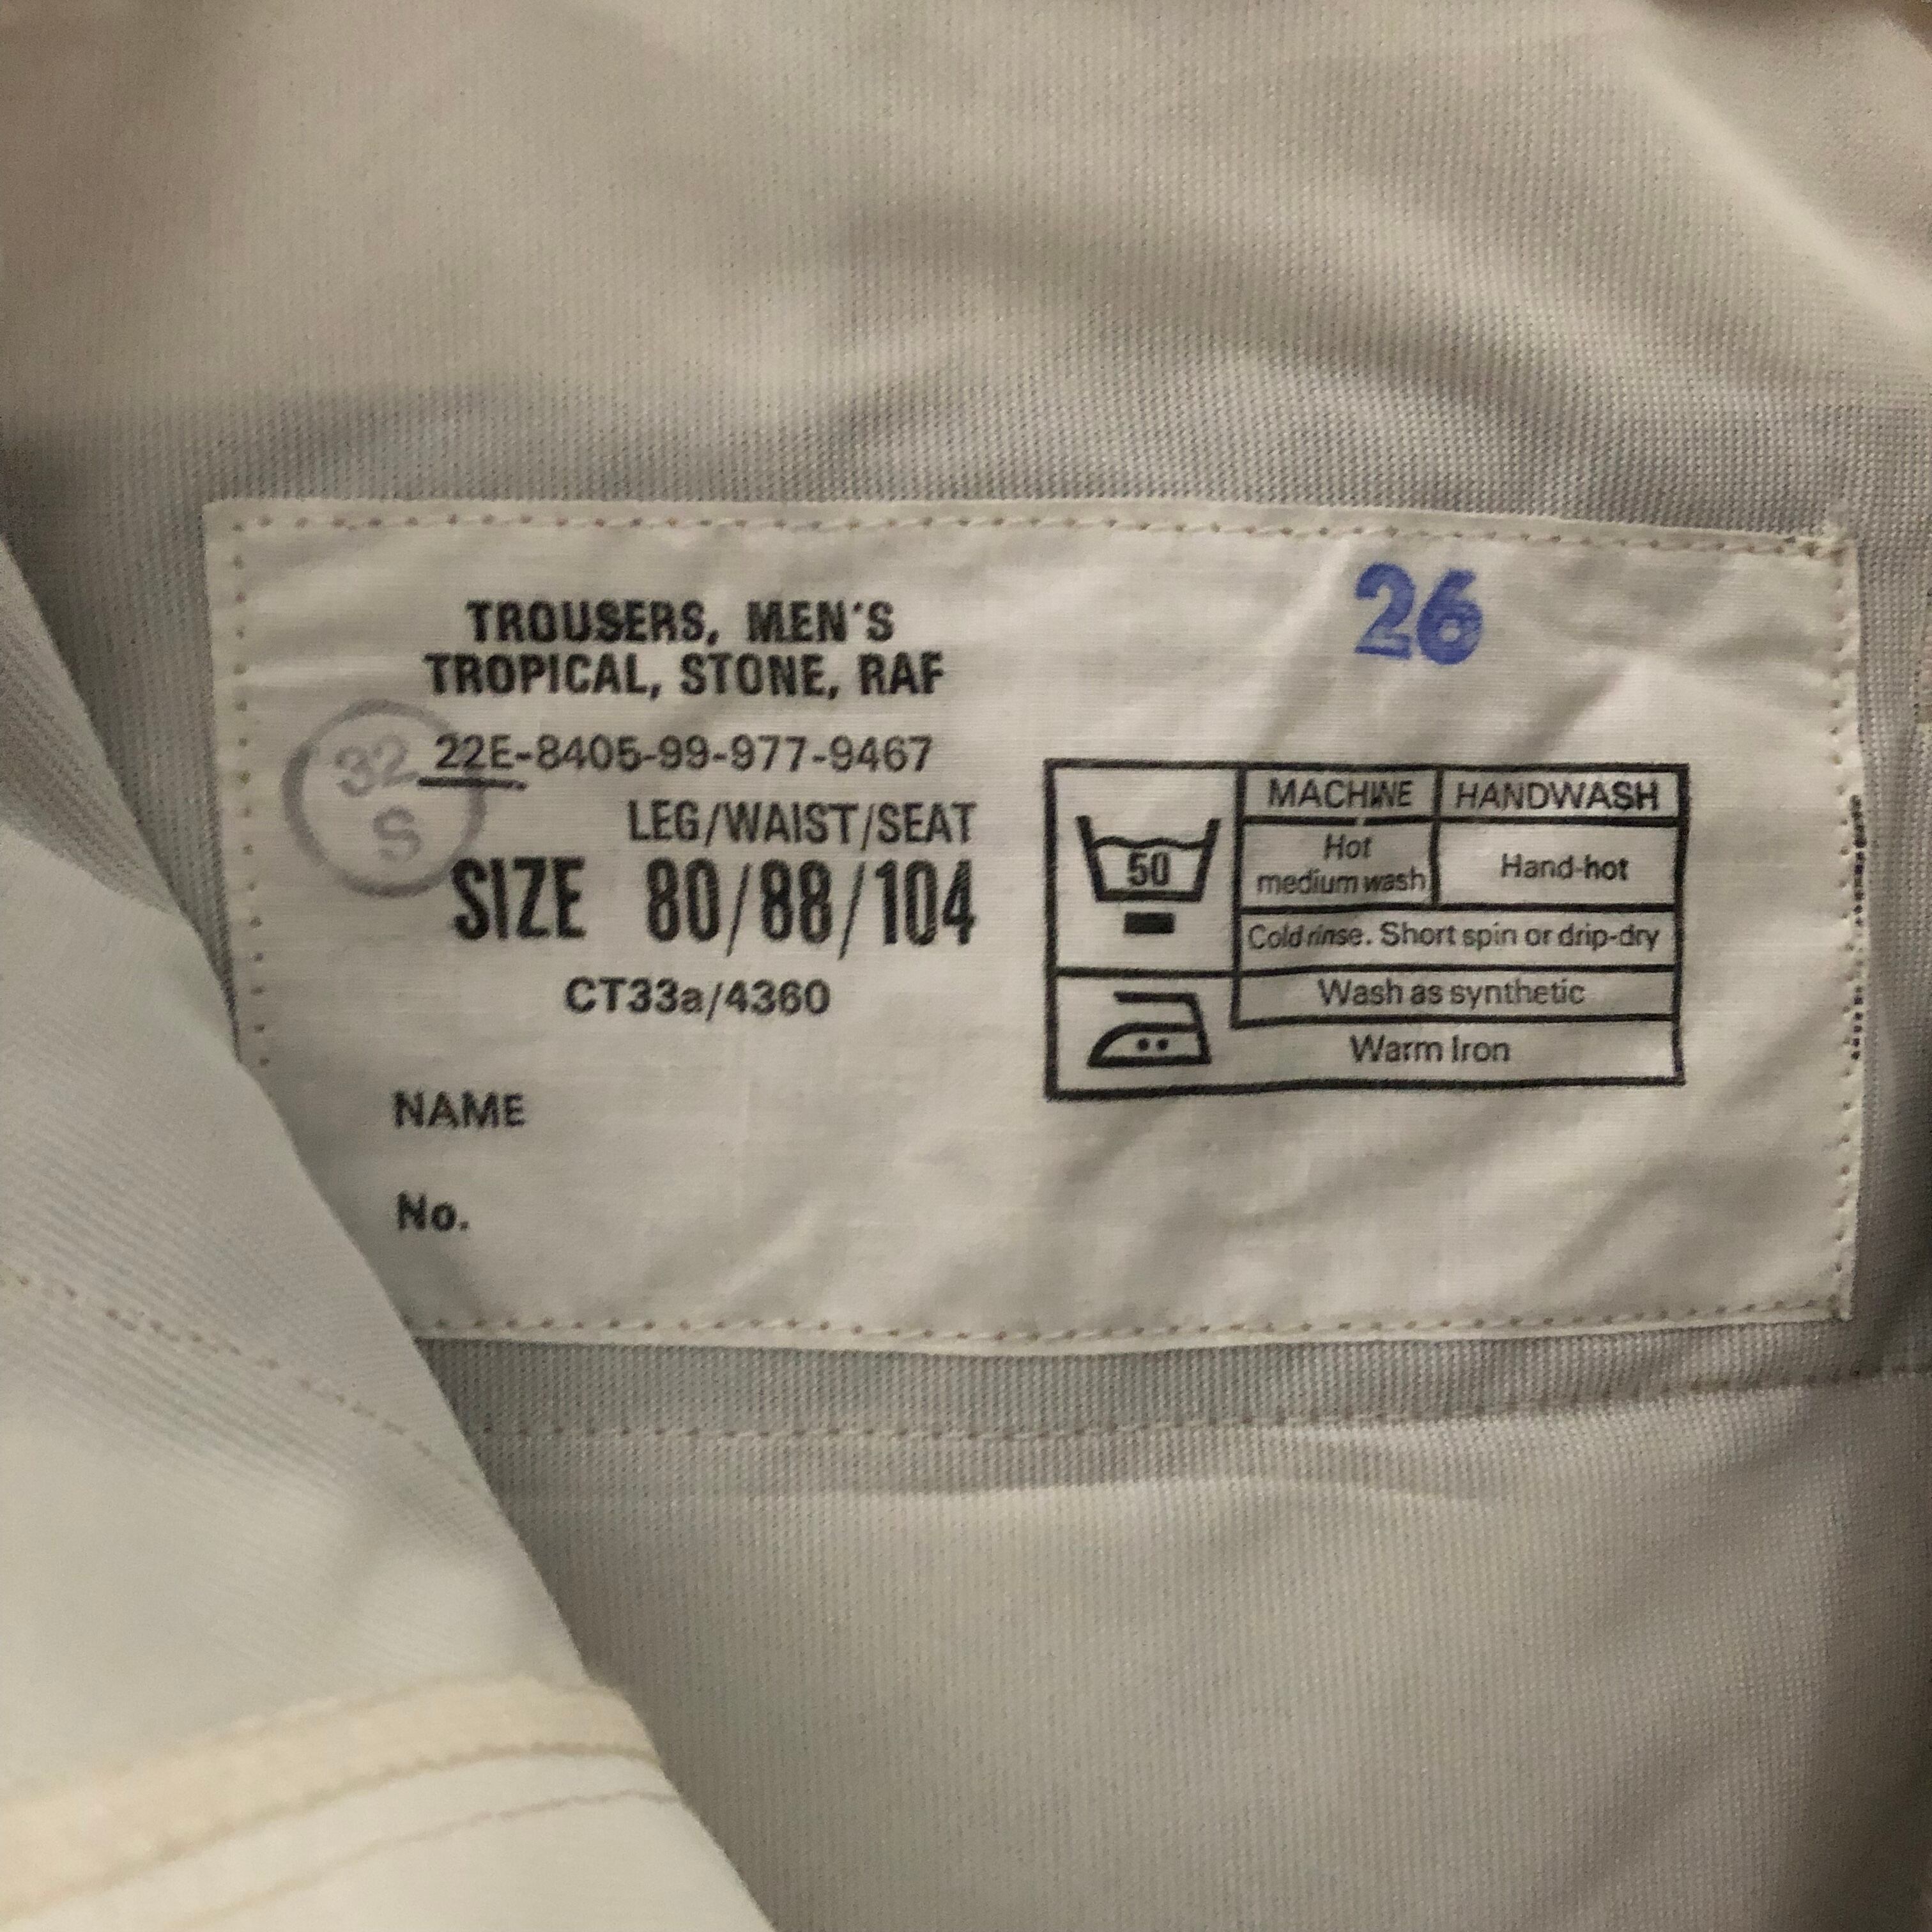 26
TROUSERS, MEN'S
TROPICAL, STONE, RAF
32
S
22E-8405-99-977-9467
LEG/WAIST/SEAT
SIZE 80/88/104
CT33a/4360
NAME
No.
50
MACHINE HANDWASH
Hot
medium wash
Hand-hot
Cold rinse. Short spin or drip-dry
Wash as synthetic
Warm Iron